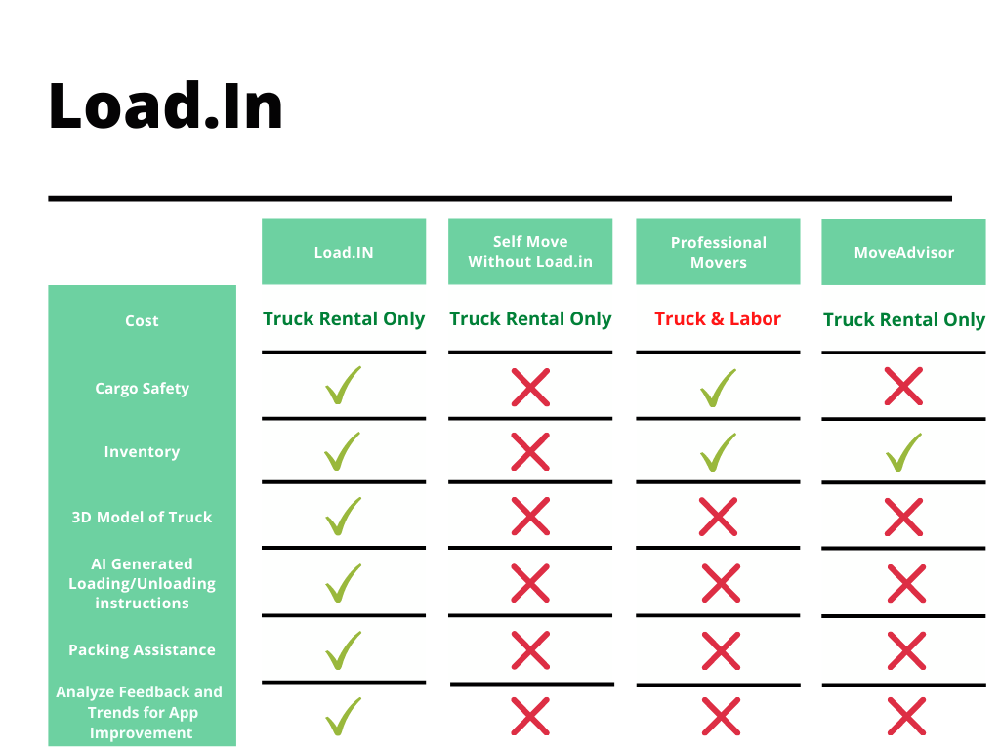 Load.In
Load.IN
Self Move
Without Load.in
Professional
Movers
MoveAdvisor
Cost
Truck Rental Only
Truck Rental Only
Truck & Labor
Truck Rental Only
Cargo Safety
Inventory
3D Model of Truck
AI Generated
Loading/Unloading
instructions
Packing Assistance
Analyze Feedback and
Trends for App
Improvement